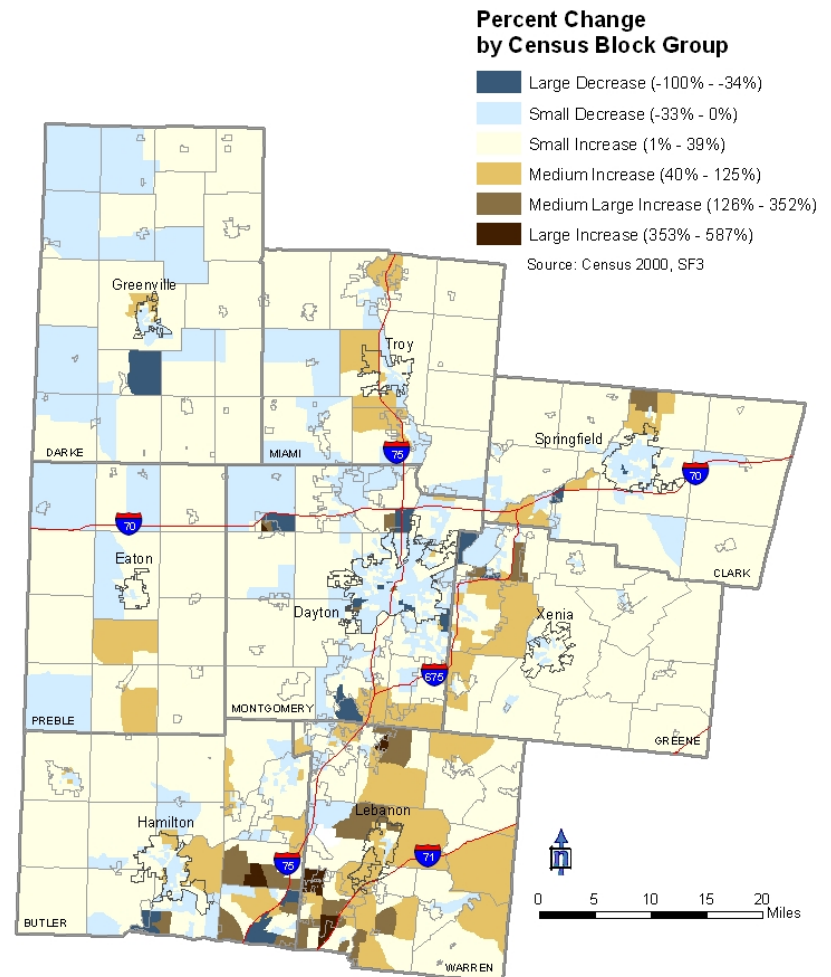 Percent Change
by Census Block Group
Large Decrease (-100% - -34%)
Small Decrease (-33% - 0%)
Small Increase (1% - 39%)
Medium Increase (40% - 125%)
Medium Large Increase (126% - 352%)
Large Increase (353% - 587%)
Source: Census 2000, SF3
Greenville
Troy
Springfield
DARKE
MIAMI
75
70
70
Eaton
CLARK
Dayton
Xenia
675
PREBLE
MONTGOMERY
GREENE
Hamilton
Lebanon
75
71
n
0 5 10 15 20
Miles
BUTLER
WARREN